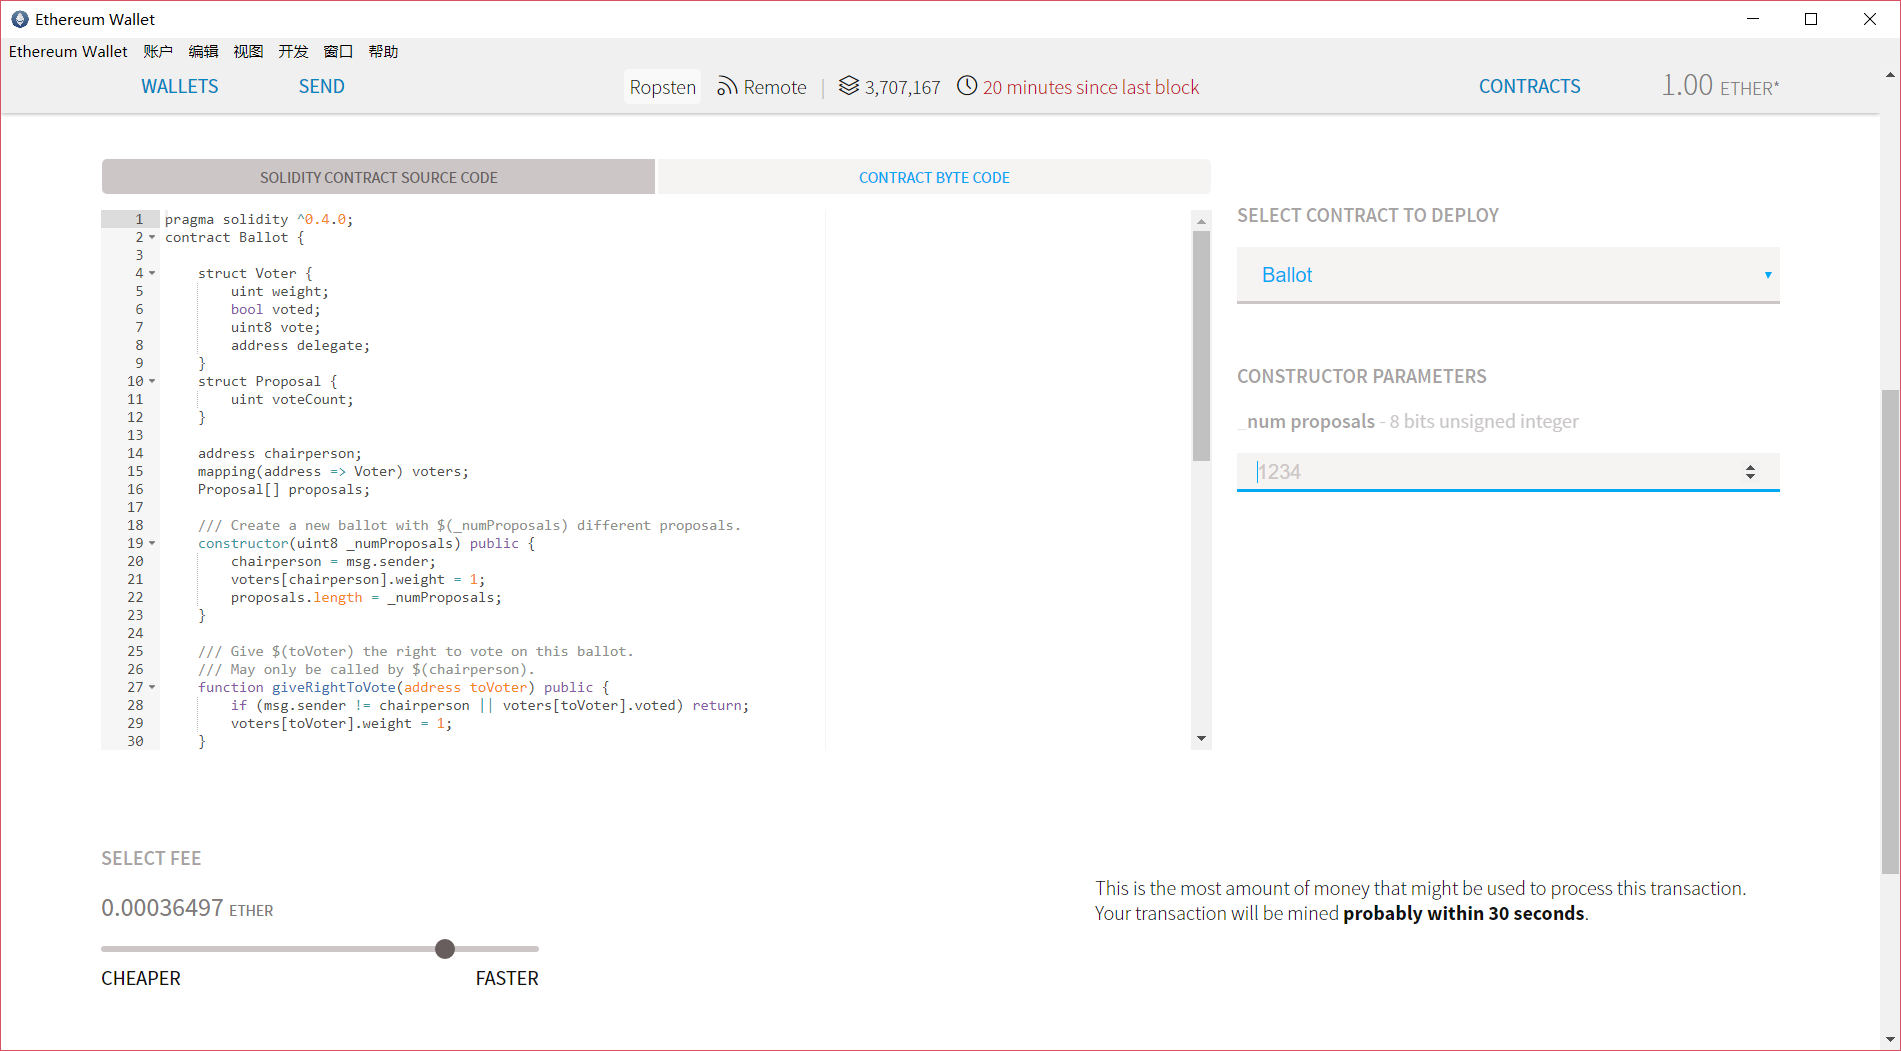 Ethereum Wallet
Ethereum Wallet 账户 编辑 视图 开发 窗口 帮助
WALLETS SEND Ropsten Remote | 3,707,167 20 minutes since last block CONTRACTS 1.00 ETHER*
SOLIDITY CONTRACT SOURCE CODE CONTRACT BYTE CODE
1 pragma solidity ^0.4.0;
2 contract Ballot {
3
4 struct Voter {
5 uint weight;
6 bool voted;
7 uint8 vote;
8 address delegate;
9 }
10 struct Proposal {
11 uint voteCount;
12 }
13
14 address chairperson;
15 mapping(address => Voter) voters;
16 Proposal[] proposals;
17
18 /// Create a new ballot with $(_numProposals) different proposals.
19 constructor(uint8 _numProposals) public {
20 chairperson = msg.sender;
21 voters[chairperson].weight = 1;
22 proposals.length = _numProposals;
23 }
24
25 /// Give $(toVoter) the right to vote on this ballot.
26 /// May only be called by $(chairperson).
27 function giveRightToVote(address toVoter) public {
28 if (msg.sender != chairperson || voters[toVoter].voted) return;
29 voters[toVoter].weight = 1;
30 }
SELECT CONTRACT TO DEPLOY
Ballot
CONSTRUCTOR PARAMETERS
_num proposals - 8 bits unsigned integer
1234
SELECT FEE
0.00036497 ETHER
CHEAPER FASTER
This is the most amount of money that might be used to process this transaction.
Your transaction will be mined probably within 30 seconds.